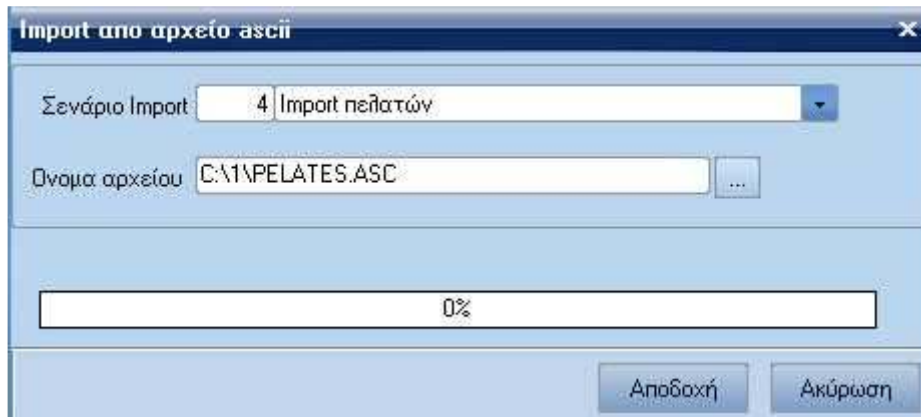 Import απο αρχείο ascii
Σενάριο Import 4 Import πελατών
Ονομα αρχείου C:\1\PELATES.ASC ...
0%
Αποδοχή Ακύρωση